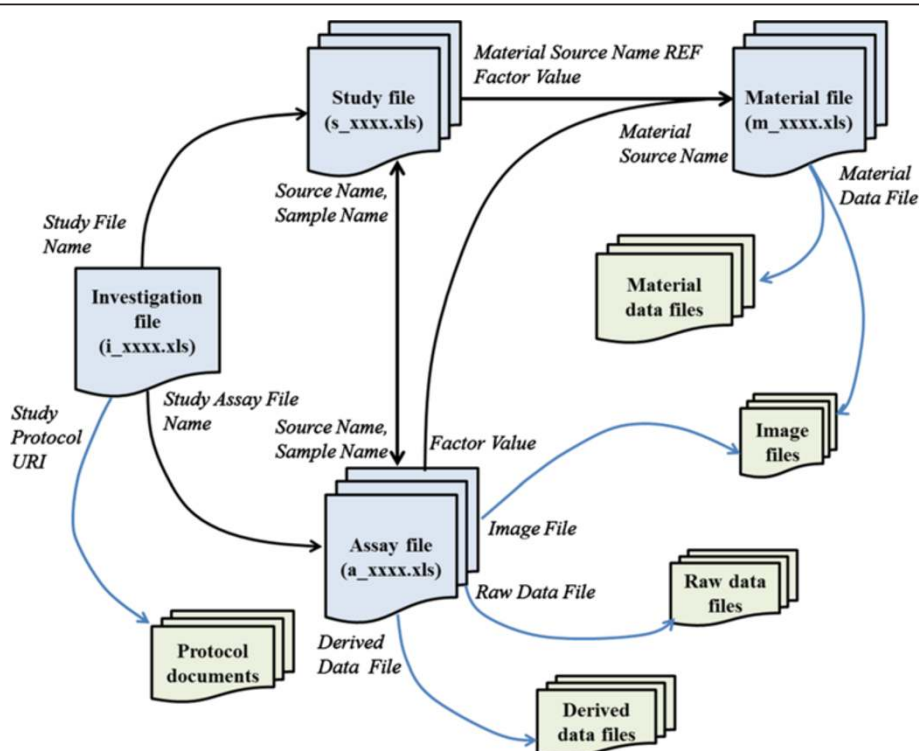 Material Source Name REF
Factor Value
Study file
(s_xxxx.xls)
Material file
(m_xxxx.xls)
Material
Source Name
Material
Data File
Source Name,
Sample Name
Study File
Name
Investigation
file
(i_xxxx.xls)
Material
data files
Study Assay File
Name
Study
Protocol
URI
Source Name,
Sample Name
Factor Value
Image
files
Image File
Assay file
(a_xxxx.xls)
Raw Data File
Raw data
files
Derived
Data File
Protocol
documents
Derived
data files